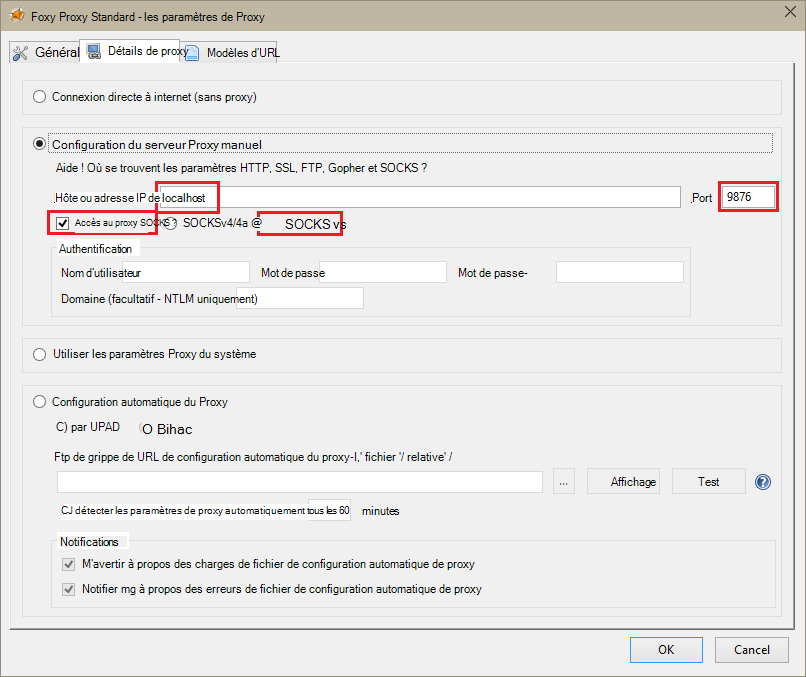 Foxy Proxy Standard - les paramètres de Proxy
Général Détails de proxy Modèles d'URL
Connexion directe à internet (sans proxy)
Configuration du serveur Proxy manuel
Aide ! Où se trouvent les paramètres HTTP, SSL, FTP, Gopher et SOCKS ?
Hôte ou adresse IP de localhost Port 9876
Accès au proxy SOCKS ? SOCKSv4/4a @ SOCKS vs
Authentification
Nom d'utilisateur Mot de passe Mot de passe-
Domaine (facultatif - NTLM uniquement)
Utiliser les paramètres Proxy du système
Configuration automatique du Proxy
C) par UPAD O Bihac
Ftp de grippe de URL de configuration automatique du proxy-I,' fichier '/ relative' /
... Affichage Test ?
CJ détecter les paramètres de proxy automatiquement tous les 60 minutes
Notifications
M'avertir à propos des charges de fichier de configuration automatique de proxy
Notifier mg à propos des erreurs de fichier de configuration automatique de proxy
OK Cancel